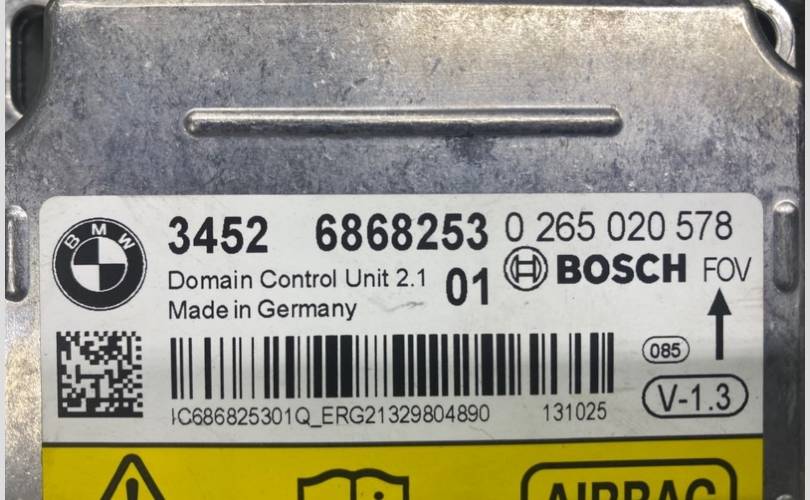 BMW
3452 6868253 0 265 020 578
Domain Control Unit 2.1 01 BOSCH FOV
Made in Germany
085
V-1.3
C686825301Q_ERG21329804890 131025
AIRBAG